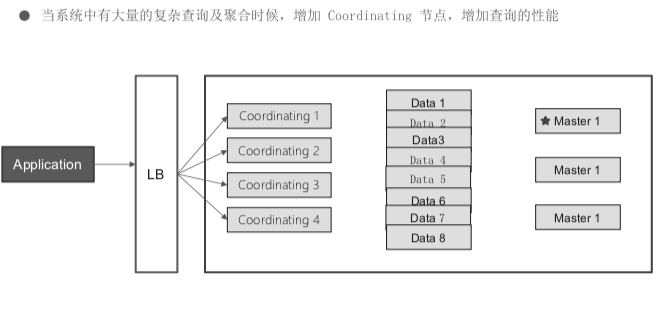 ● 当系统中有大量的复杂查询及聚合时候，增加 Coordinating 节点，增加查询的性能
Application
LB
Coordinating 1
Coordinating 2
Coordinating 3
Coordinating 4
Data 1
Data 2
Data3
Data 4
Data 5
Data 6
Data 7
Data 8
★ Master 1
Master 1
Master 1